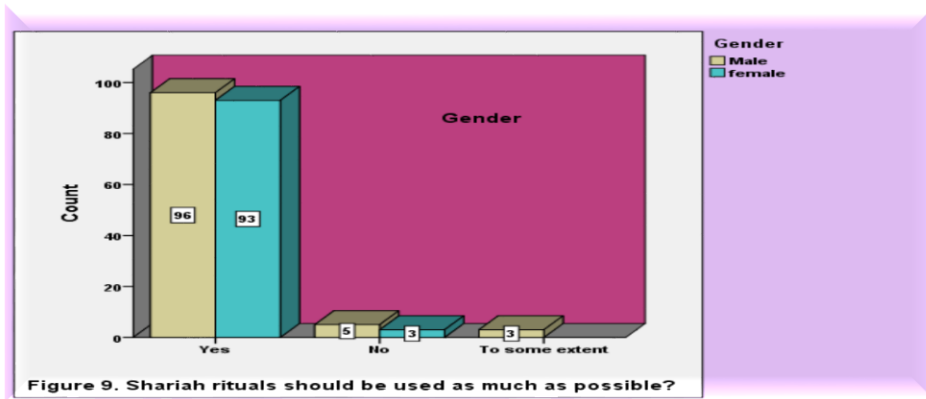 Gender
Male
female
Gender
Count
100
80
60
40
20
0
96
93
5
3
3
Yes No To some extent
Figure 9. Shariah rituals should be used as much as possible?